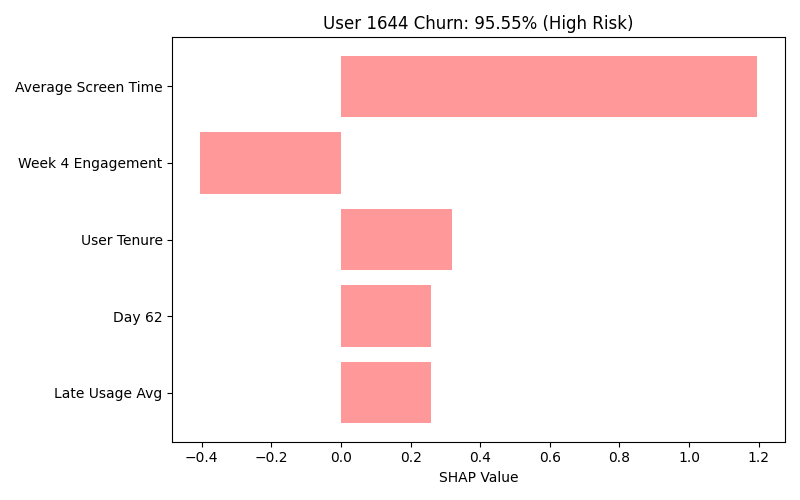 User 1644 Churn: 95.55% (High Risk)
Average Screen Time
Week 4 Engagement
User Tenure
Day 62
Late Usage Avg
−0.4 −0.2 0.0 0.2 0.4 0.6 0.8 1.0 1.2
SHAP Value